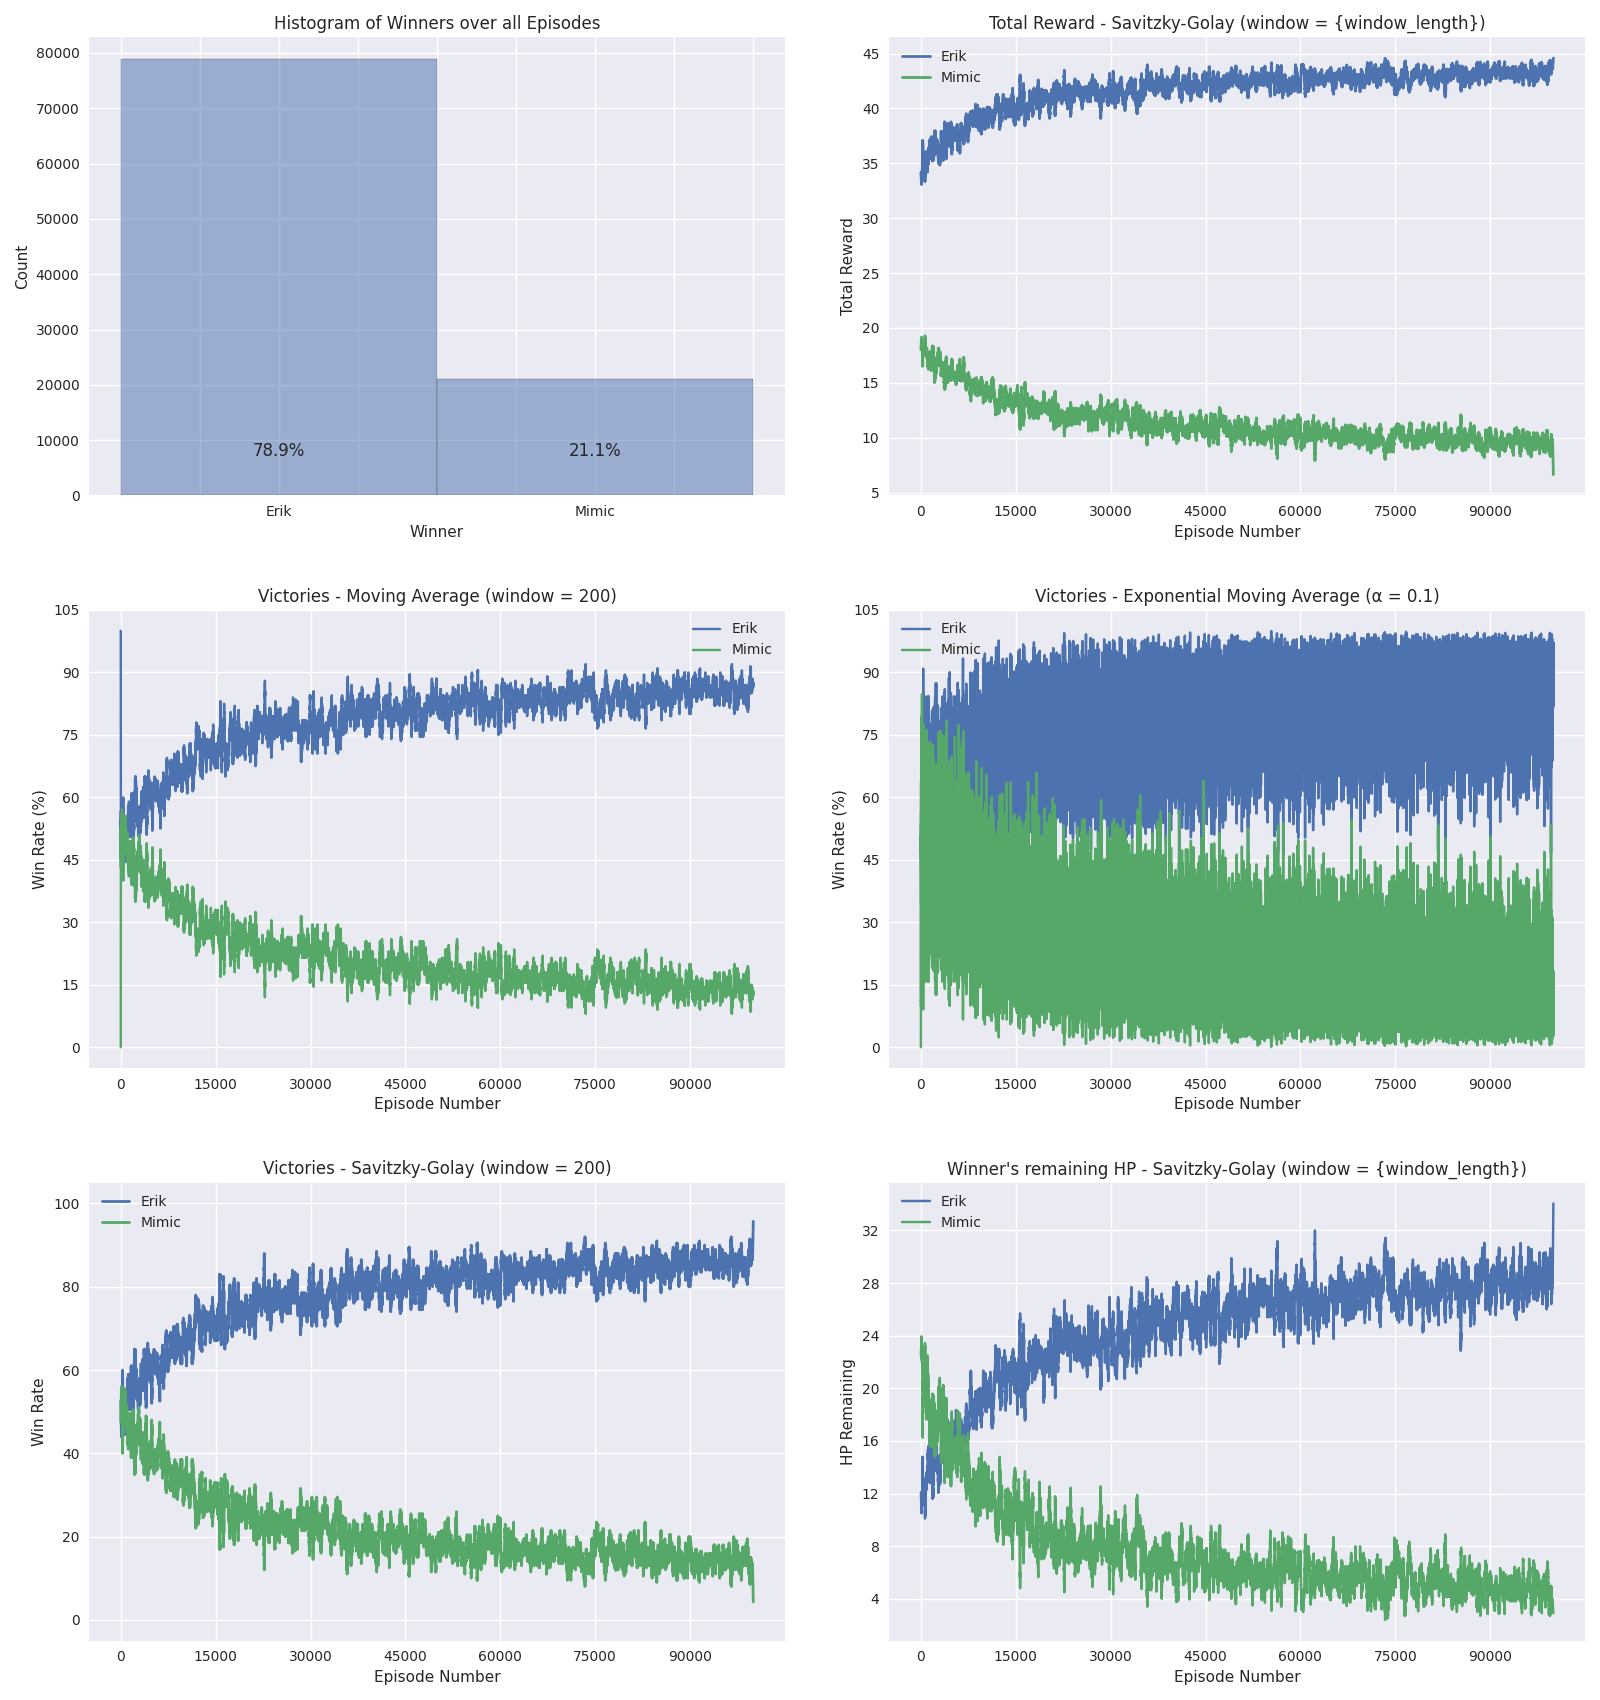 Histogram of Winners over all Episodes
80000
70000
60000
50000
40000
30000
20000
10000
0
Count
78.9%
21.1%
Erik
Mimic
Winner
Total Reward - Savitzky-Golay (window = {window_length})
Erik
Mimic
45
40
35
30
25
20
15
10
5
Total Reward
0
15000
30000
45000
60000
75000
90000
Episode Number
Victories - Moving Average (window = 200)
Erik
Mimic
105
90
75
60
45
30
15
0
Win Rate (%)
0
15000
30000
45000
60000
75000
90000
Episode Number
Victories - Exponential Moving Average (α = 0.1)
Erik
Mimic
105
90
75
60
45
30
15
0
Win Rate (%)
0
15000
30000
45000
60000
75000
90000
Episode Number
Victories - Savitzky-Golay (window = 200)
Erik
Mimic
100
80
60
40
20
0
Win Rate
0
15000
30000
45000
60000
75000
90000
Episode Number
Winner's remaining HP - Savitzky-Golay (window = {window_length})
Erik
Mimic
32
28
24
20
16
12
8
4
HP Remaining
0
15000
30000
45000
60000
75000
90000
Episode Number